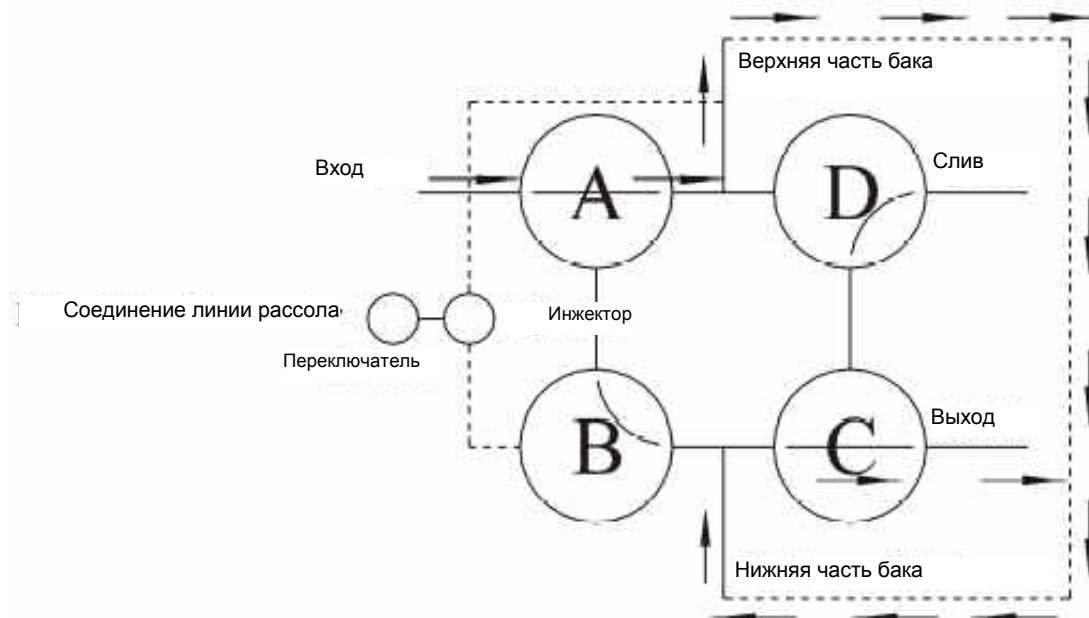 Верхняя часть бака
Вход
A
D
Слив
Соединение линии рассола
Инжектор
Переключатель
B
C
Выход
Нижняя часть бака